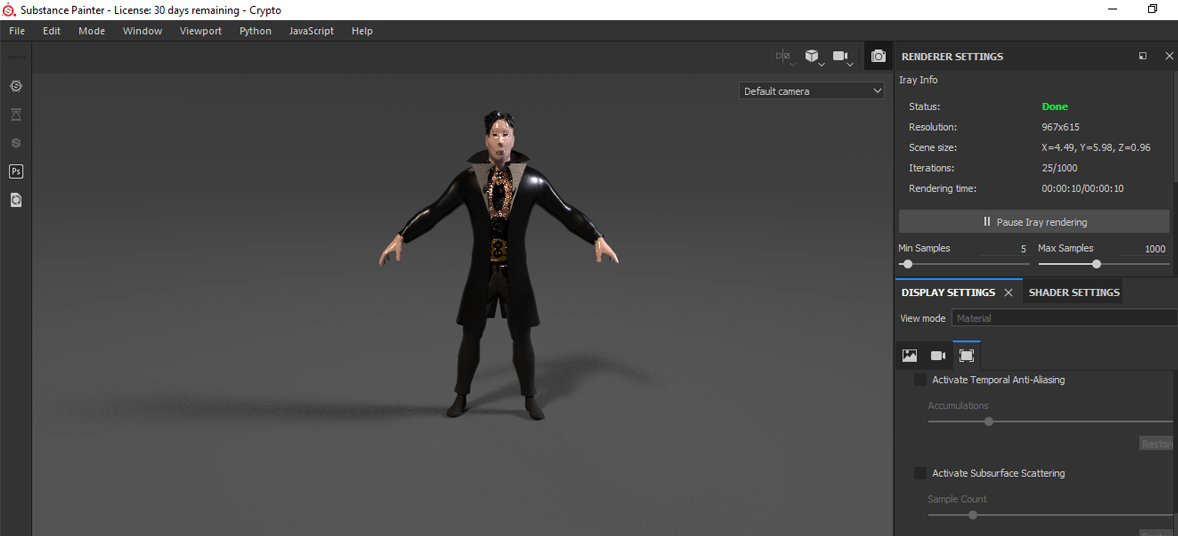 Substance Painter - License: 30 days remaining - Crypto
File Edit Mode Window Viewport Python JavaScript Help
RENDERER SETTINGS
Iray Info
Default camera
Status: Done
Resolution: 967x615
Scene size: X=4.49, Y=5.98, Z=0.96
Iterations: 25/1000
Rendering time: 00:00:10/00:00:10
Ps
Pause Iray rendering
Min Samples 5 Max Samples 1000
DISPLAY SETTINGS SHADER SETTINGS
View mode Material
Activate Temporal Anti-Aliasing
Accumulations
Restor
Activate Subsurface Scattering
Sample Count